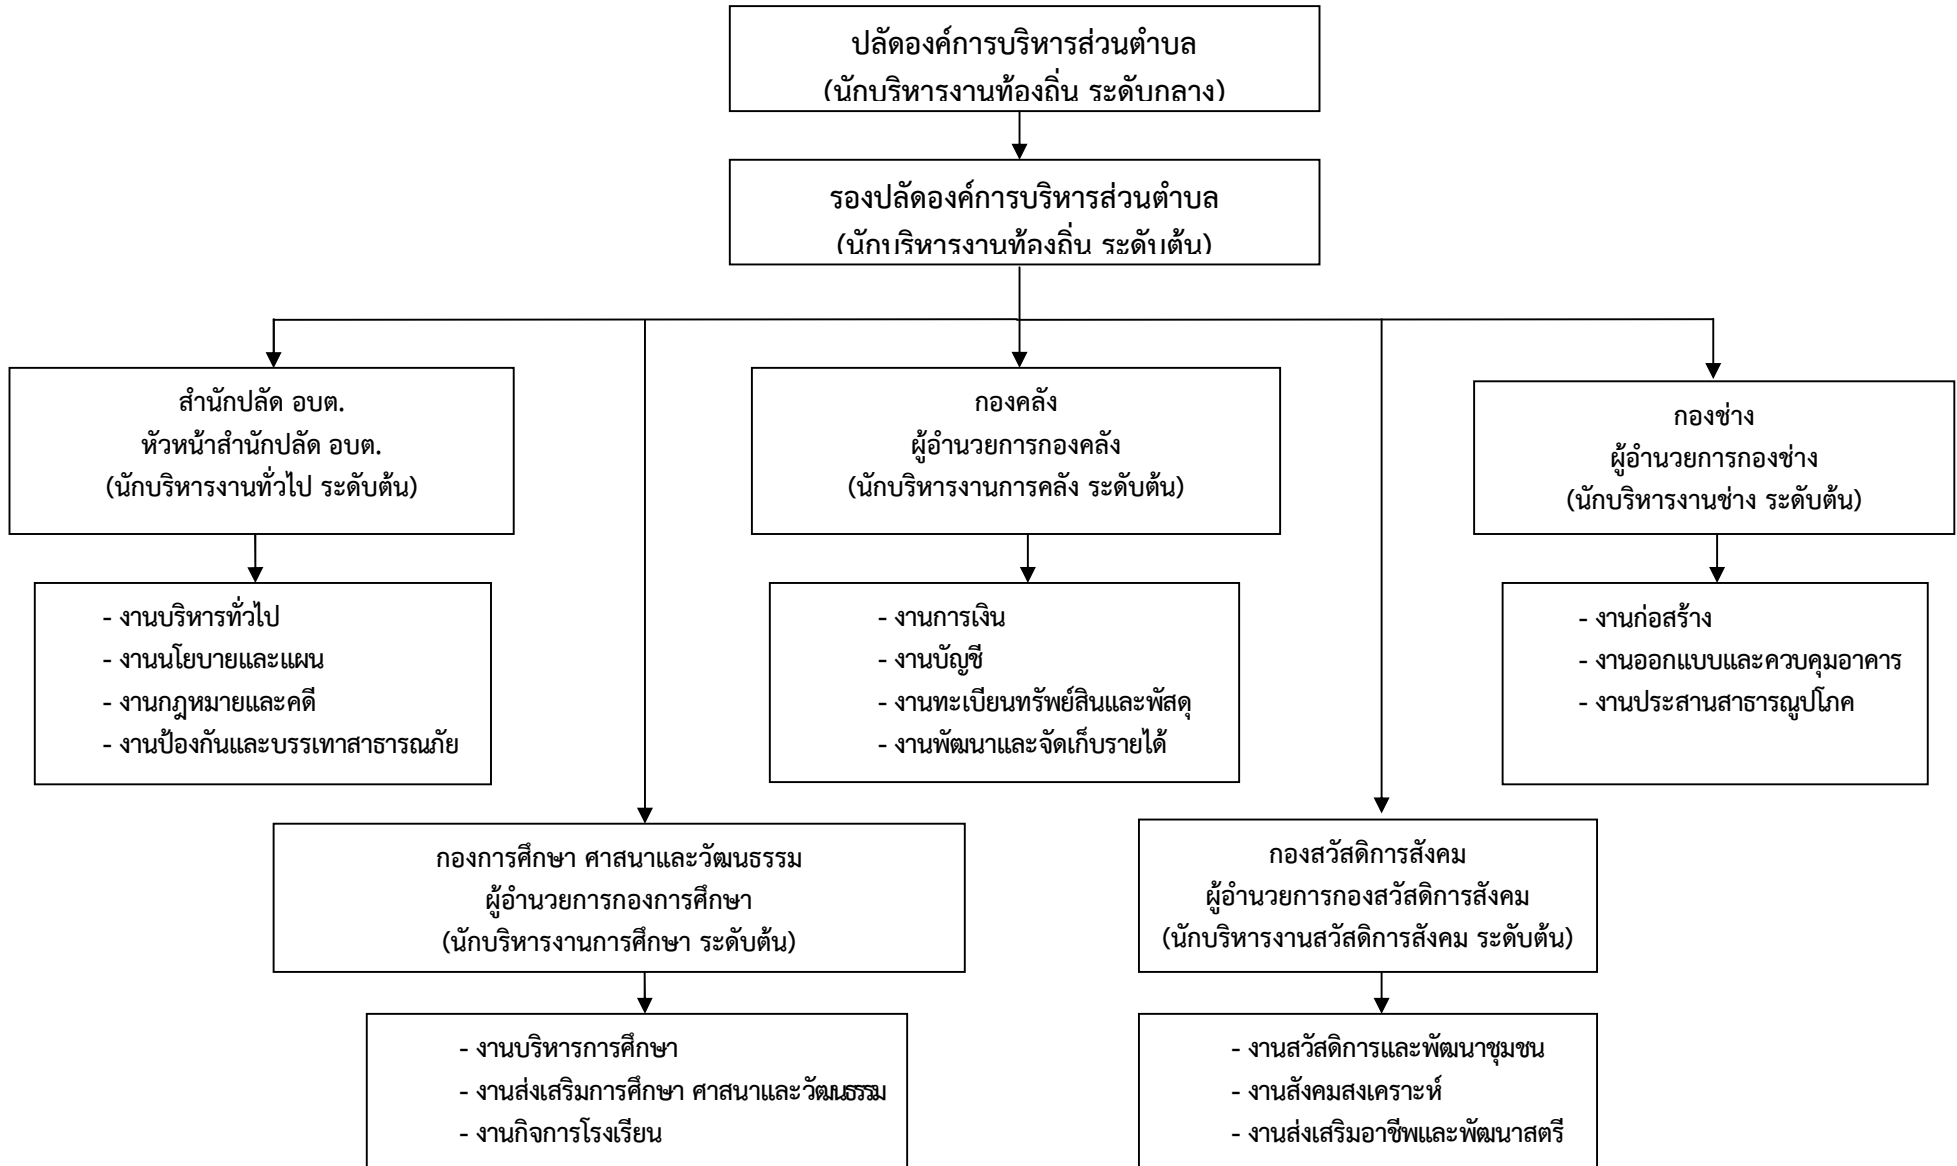 ปลัดองค์การบริหารส่วนตำบล
(นักบริหารงานท้องถิ่น ระดับกลาง)
รองปลัดองค์การบริหารส่วนตำบล
(นักบริหารงานท้องถิ่น ระดับต้น)
สำนักปลัด อบต.
หัวหน้าสำนักปลัด อบต.
(นักบริหารงานทั่วไป ระดับต้น)
กองคลัง
ผู้อำนวยการกองคลัง
(นักบริหารงานการคลัง ระดับต้น)
กองช่าง
ผู้อำนวยการกองช่าง
(นักบริหารงานช่าง ระดับต้น)
- งานบริหารทั่วไป
- งานนโยบายและแผน
- งานกฎหมายและคดี
- งานป้องกันและบรรเทาสาธารณภัย
- งานการเงิน
- งานบัญชี
- งานทะเบียนทรัพย์สินและพัสดุ
- งานพัฒนาและจัดเก็บรายได้
- งานก่อสร้าง
- งานออกแบบและควบคุมอาคาร
- งานประสานสาธารณูปโภค
กองการศึกษา ศาสนาและวัฒนธรรม
ผู้อำนวยการกองการศึกษา
(นักบริหารงานการศึกษา ระดับต้น)
กองสวัสดิการสังคม
ผู้อำนวยการกองสวัสดิการสังคม
(นักบริหารงานสวัสดิการสังคม ระดับต้น)
- งานบริหารการศึกษา
- งานส่งเสริมการศึกษา ศาสนาและวัฒนธรรม
- งานกิจการโรงเรียน
- งานสวัสดิการและพัฒนาชุมชน
- งานสังคมสงเคราะห์
- งานส่งเสริมอาชีพและพัฒนาสตรี